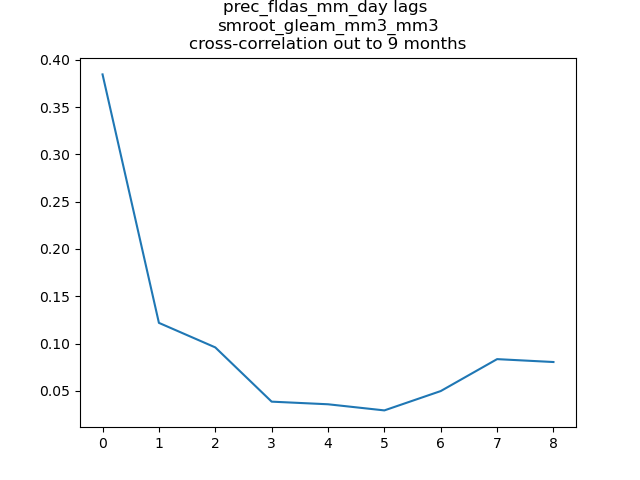 prec_fldas_mm_day lags
smroot_gleam_mm3_mm3
cross-correlation out to 9 months
0.40
0.35
0.30
0.25
0.20
0.15
0.10
0.05
0 1 2 3 4 5 6 7 8